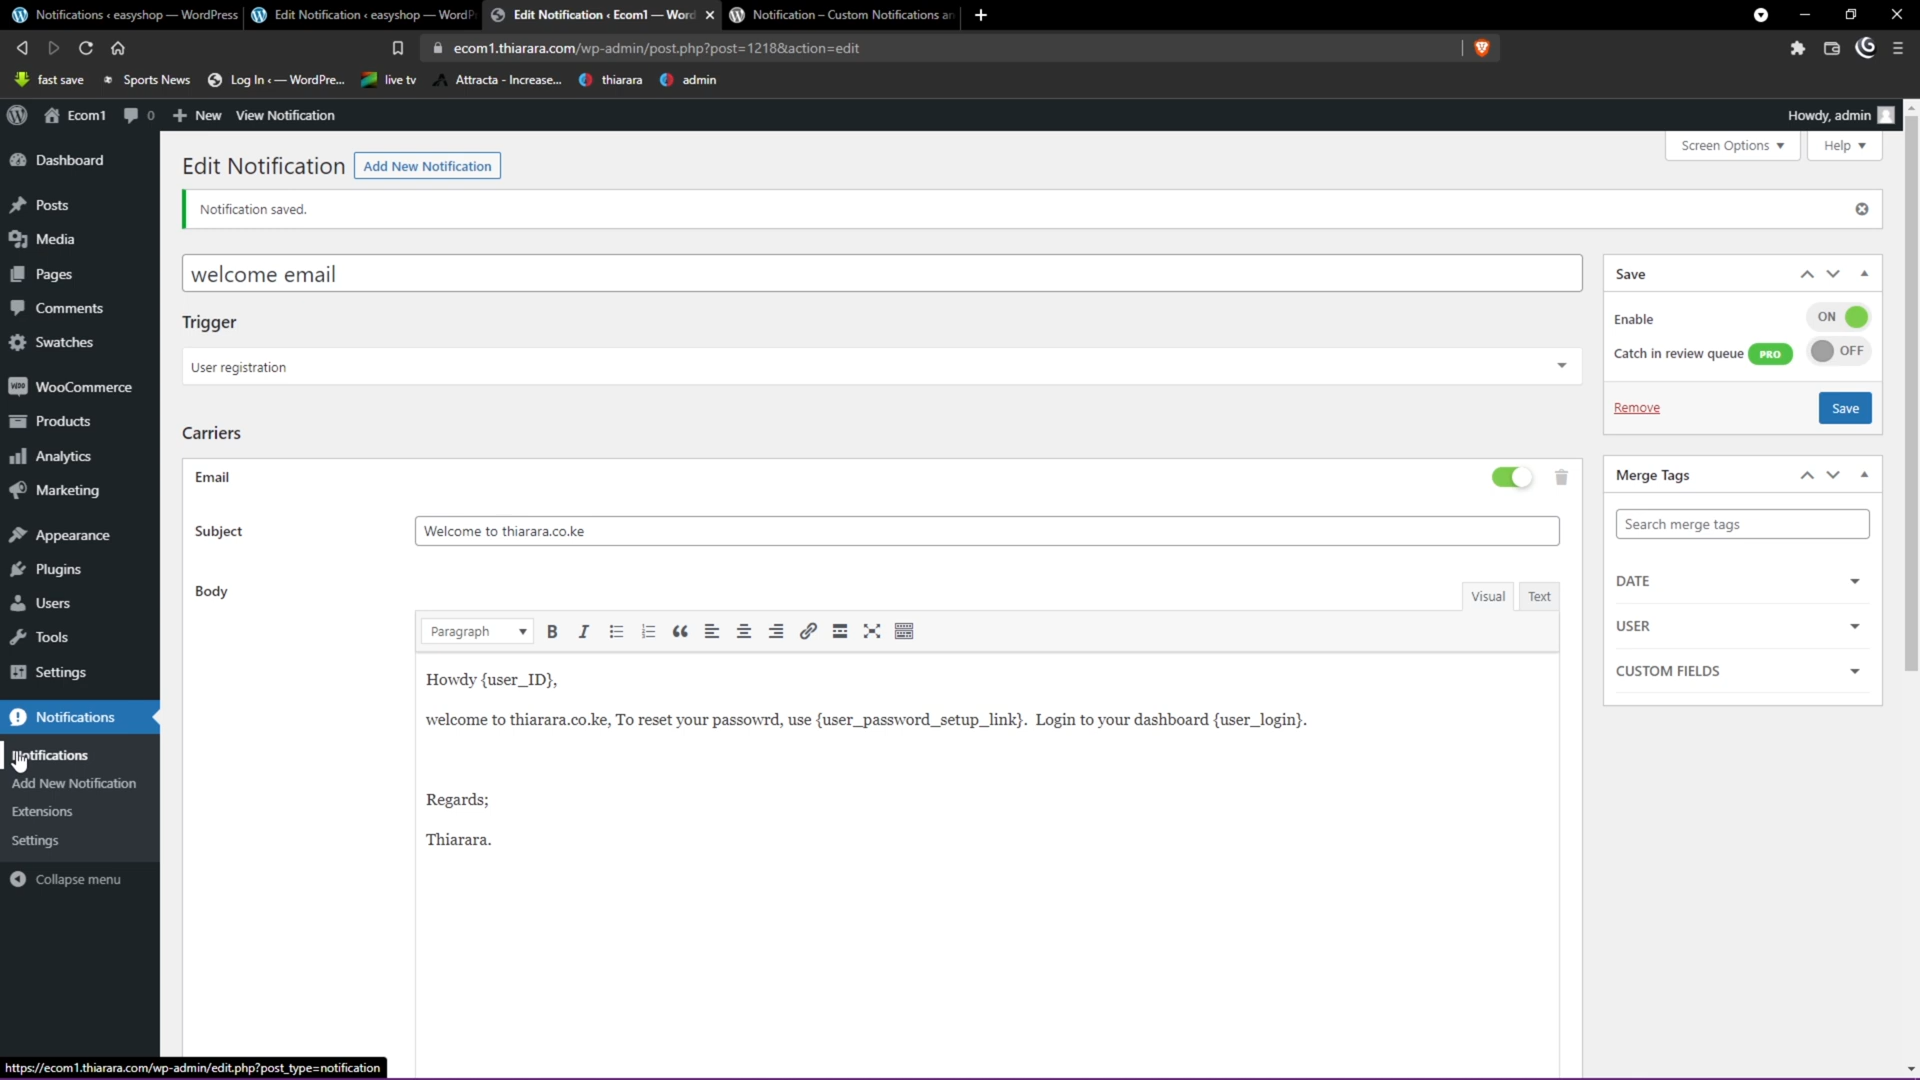 Notifications ‹ easyshop — WordPress
Edit Notification ‹ easyshop — WordP
Edit Notification ‹ Ecom1 — Word
Notification – Custom Notifications an
ecom1.thiarara.com/wp-admin/post.php?post=1218&action=edit
fast save
Sports News
Log In ‹ — WordPre...
live tv
Attracta - Increase...
thiarara
admin
Ecom1
0
New
View Notification
Howdy, admin
Dashboard
Posts
Media
Pages
Comments
Swatches
WooCommerce
Products
Analytics
Marketing
Appearance
Plugins
Users
Tools
Settings
Notifications
Notifications
Add New Notification
Extensions
Settings
Collapse menu
Screen Options
Help
Edit Notification
Add New Notification
Notification saved.
welcome email
Trigger
User registration
Carriers
Email
Subject
Welcome to thiarara.co.ke
Body
Visual
Text
Paragraph
Howdy {user_ID},
welcome to thiarara.co.ke, To reset your passowrd, use {user_password_setup_link}. Login to your dashboard {user_login}.
Regards;
Thiarara.
Save
Enable
ON
Catch in review queue PRO
OFF
Remove
Save
Merge Tags
Search merge tags
DATE
USER
CUSTOM FIELDS
https://ecom1.thiarara.com/wp-admin/edit.php?post_type=notification